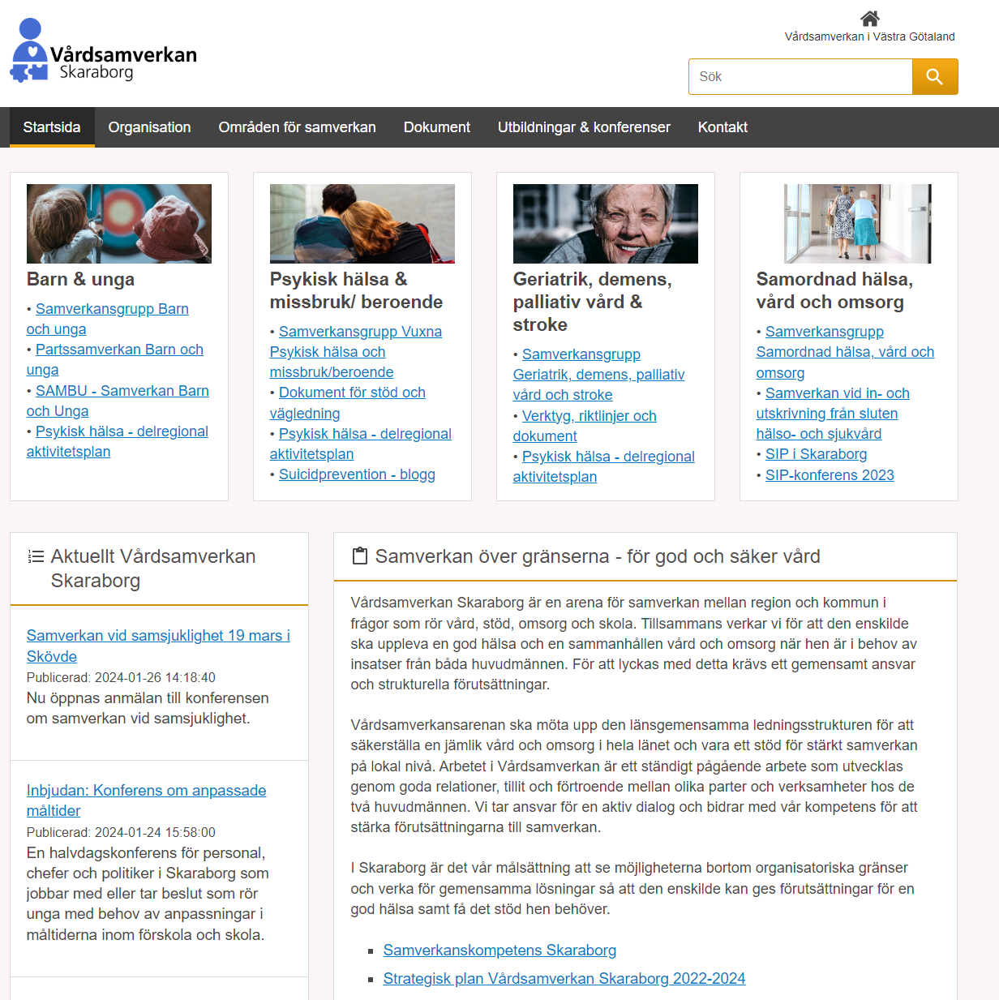 Vårdsamverkan
Skaraborg
Vårdsamverkan i Västra Götaland
Sök
Startsida
Organisation
Områden för samverkan
Dokument
Utbildningar & konferenser
Kontakt
Barn & unga
• Samverkansgrupp Barn
och unga
• Partssamverkan Barn och
unga
• SAMBU - Samverkan Barn
och Unga
• Psykisk hälsa - delregional
aktivitetsplan
Psykisk hälsa &
missbruk/ beroende
• Samverkansgrupp Vuxna
Psykisk hälsa och
missbruk/beroende
• Dokument för stöd och
vägledning
• Psykisk hälsa - delregional
aktivitetsplan
• Suicidprevention - blogg
Geriatrik, demens,
palliativ vård &
stroke
• Samverkansgrupp
Geriatrik, demens, palliativ
vård och stroke
• Verktyg, riktlinjer och
dokument
• Psykisk hälsa - delregional
aktivitetsplan
Samordnad hälsa,
vård och omsorg
• Samverkansgrupp
Samordnad hälsa, vård och
omsorg
• Samverkan vid in- och
utskrivning från sluten
hälso- och sjukvård
• SIP i Skaraborg
• SIP-konferens 2023
Aktuellt Vårdsamverkan
Skaraborg
Samverkan vid samsjuklighet 19 mars i
Skövde
Publicerad: 2024-01-26 14:18:40
Nu öppnas anmälan till konferensen
om samverkan vid samsjuklighet.
Inbjudan: Konferens om anpassade
måltider
Publicerad: 2024-01-24 15:58:00
En halvdagskonferens för personal,
chefer och politiker i Skaraborg som
jobbar med eller tar beslut som rör
unga med behov av anpassningar i
måltiderna inom förskola och skola.
Samverkan över gränserna - för god och säker vård
Vårdsamverkan Skaraborg är en arena för samverkan mellan region och kommun i
frågor som rör vård, stöd, omsorg och skola. Tillsammans verkar vi för att den enskilde
ska uppleva en god hälsa och en sammanhållen vård och omsorg när hen är i behov av
insatser från båda huvudmännen. För att lyckas med detta krävs ett gemensamt ansvar
och strukturella förutsättningar.
Vårdsamverkansarenan ska möta upp den länsgemensamma ledningsstrukturen för att
säkerställa en jämlik vård och omsorg i hela länet och vara ett stöd för stärkt samverkan
på lokal nivå. Arbetet i Vårdsamverkan är ett ständigt pågående arbete som utvecklas
genom goda relationer, tillit och förtroende mellan olika parter och verksamheter hos de
två huvudmännen. Vi tar ansvar för en aktiv dialog och bidrar med vår kompetens för att
stärka förutsättningarna till samverkan.
I Skaraborg är det vår målsättning att se möjligheterna bortom organisatoriska gränser
och verka för gemensamma lösningar så att den enskilde kan ges förutsättningar för en
god hälsa samt få det stöd hen behöver.
▪ Samverkanskompetens Skaraborg
▪ Strategisk plan Vårdsamverkan Skaraborg 2022-2024